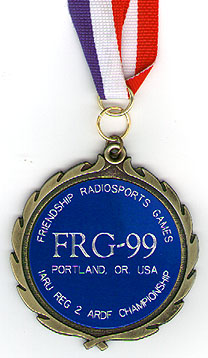 FRIENDSHIP RADIOSPORTS GAMES
FRG-99
PORTLAND, OR. USA
IARU REG 2 ARDF CHAMPIONSHIP